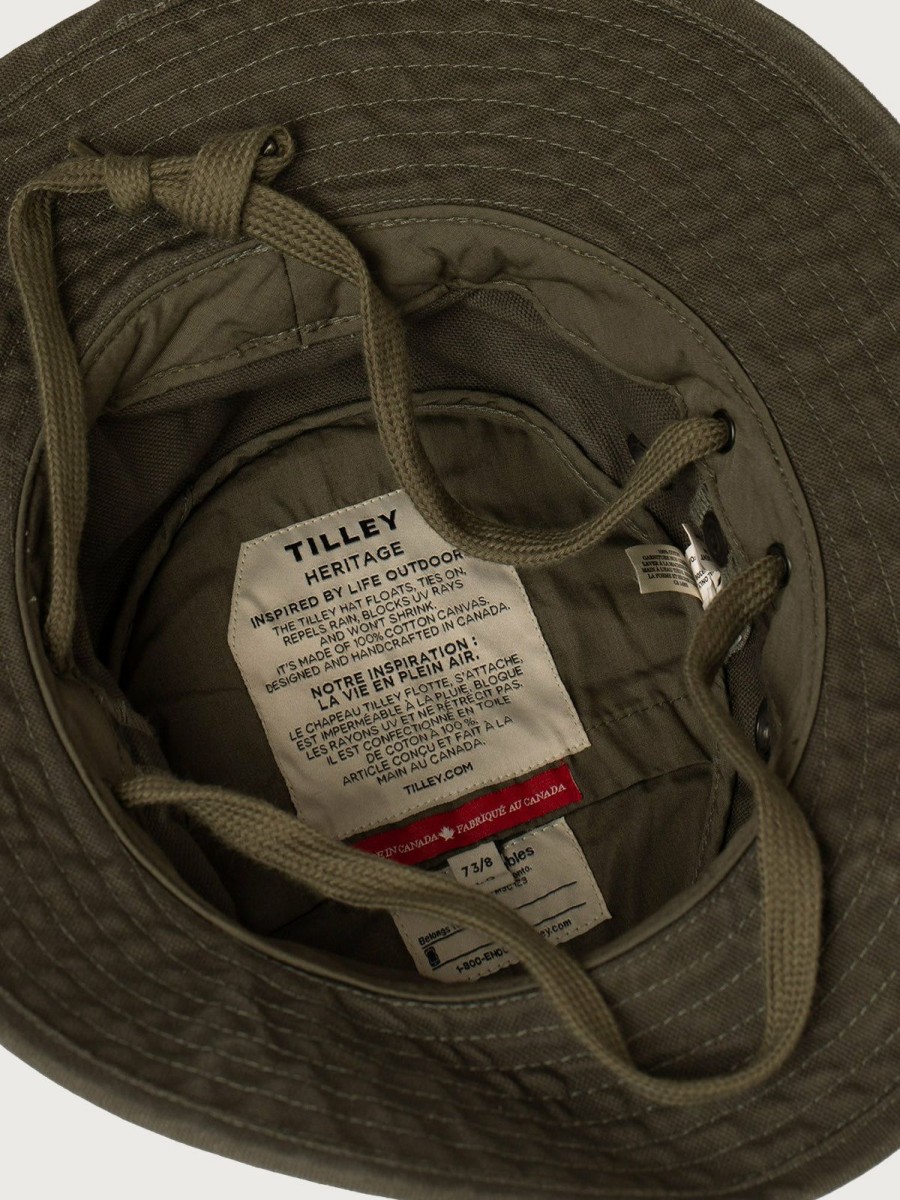 TILLEY
HERITAGE
INSPIRED BY LIFE OUTDOOR
THE TILLEY HAT FLOATS, TIES ON,
REPELS RAIN, BLOCKS UV RAYS
AND WON'T SHRINK.
IT'S MADE OF 100% COTTON CANVAS.
DESIGNED AND HANDCRAFTED IN CANADA.
NOTRE INSPIRATION :
LA VIE EN PLEIN AIR.
LE CHAPEAU TILLEY FLOTTE, S'ATTACHE,
EST IMPERMÉABLE À LA PLUIE, BLOQUE
LES RAYONS UV ET NE RÉTRÉCIT PAS.
IL EST CONFECTIONNÉ EN TOILE
DE COTON À 100 %.
ARTICLE CONÇU ET FAIT À LA
MAIN AU CANADA.
TILLEY.COM
IN CANADA FABRIQUÉ AU CANADA
7 3/8
Belongs
1-800-ENDU